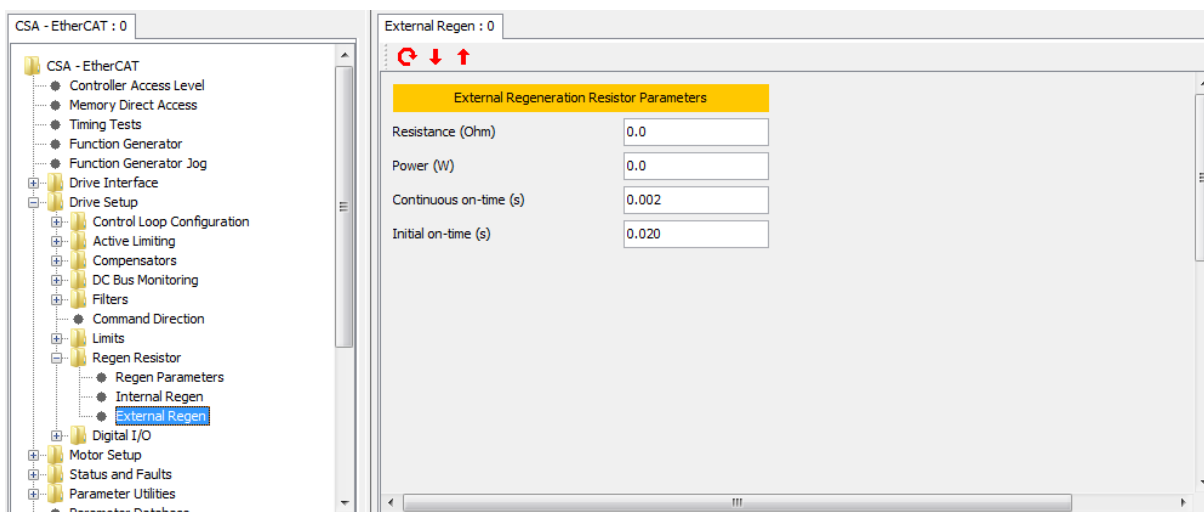 CSA - EtherCAT : 0
CSA - EtherCAT
Controller Access Level
Memory Direct Access
Timing Tests
Function Generator
Function Generator Jog
Drive Interface
Drive Setup
Control Loop Configuration
Active Limiting
Compensators
DC Bus Monitoring
Filters
Command Direction
Limits
Regen Resistor
Regen Parameters
Internal Regen
External Regen
Digital I/O
Motor Setup
Status and Faults
Parameter Utilities
Parameter Database
External Regen : 0
External Regeneration Resistor Parameters
Resistance (Ohm) 0.0
Power (W) 0.0
Continuous on-time (s) 0.002
Initial on-time (s) 0.020